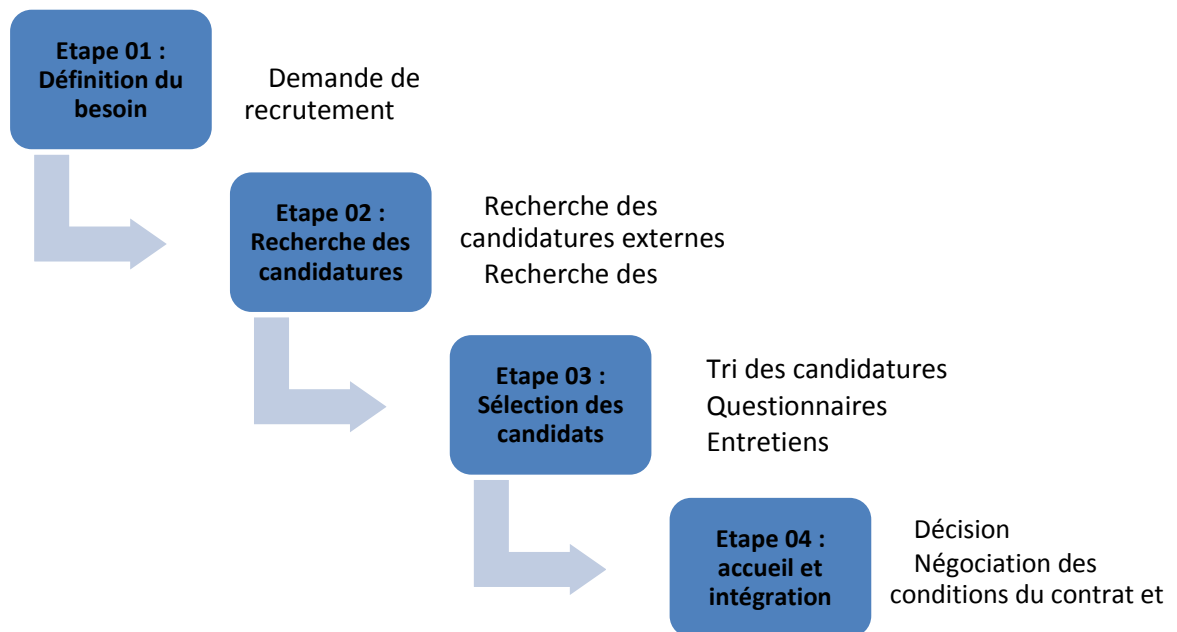 Etape 01 :
Définition du
besoin
Demande de
recrutement
Etape 02 :
Recherche des
candidatures
Recherche des
candidatures externes
Recherche des
Etape 03 :
Sélection des
candidats
Tri des candidatures
Questionnaires
Entretiens
Etape 04 :
accueil et
intégration
Décision
Négociation des
conditions du contrat et